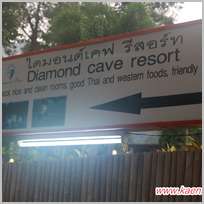 ไดมอนด์เคฟ รีสอร์ท
Diamond cave resort
nice and clean rooms, good Thai and western foods, friendly
www.kaen